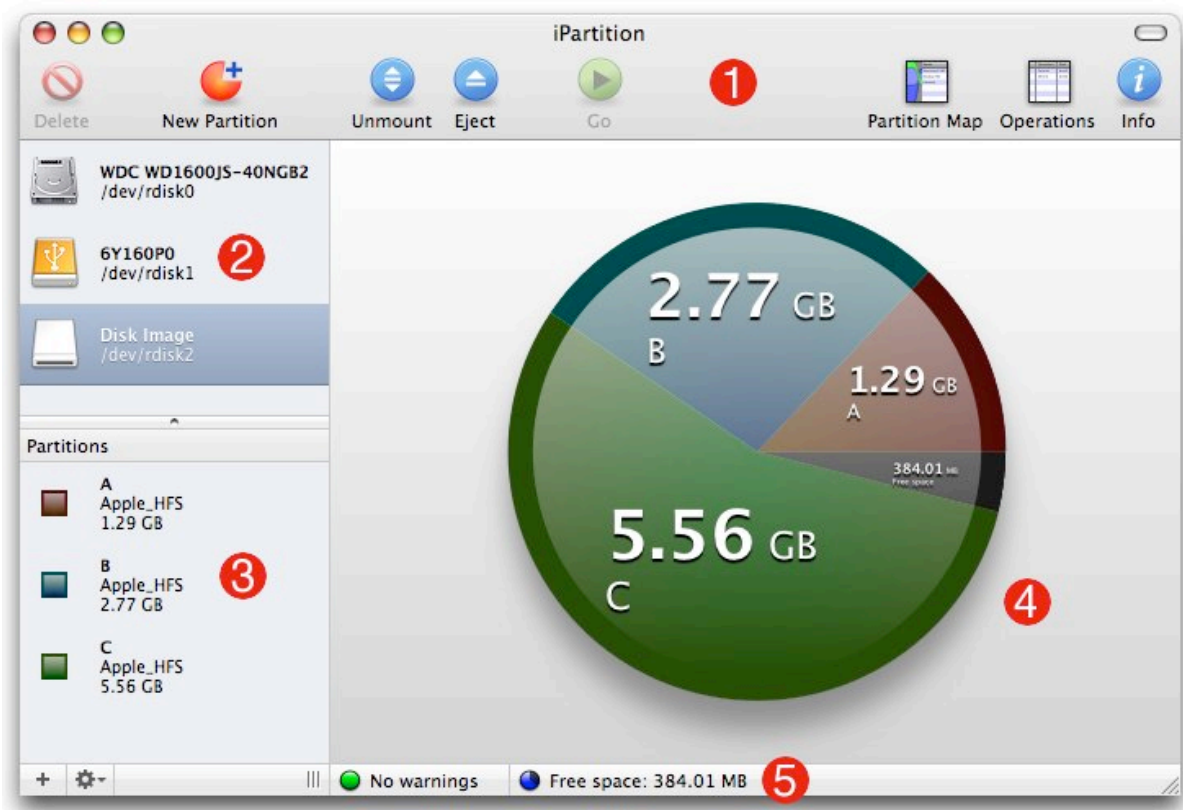 iPartition
Delete
New Partition
Unmount
Eject
Go
1
Partition Map
Operations
Info
WDC WD1600JS-40NGB2
/dev/rdisk0
6Y160P0
/dev/rdisk1
2
Disk Image
/dev/rdisk2
Partitions
A
Apple_HFS
1.29 GB
B
Apple_HFS
2.77 GB
3
C
Apple_HFS
5.56 GB
2.77 GB
B
1.29 GB
A
384.01 MB
Free space
5.56 GB
C
4
No warnings
Free space: 384.01 MB
5